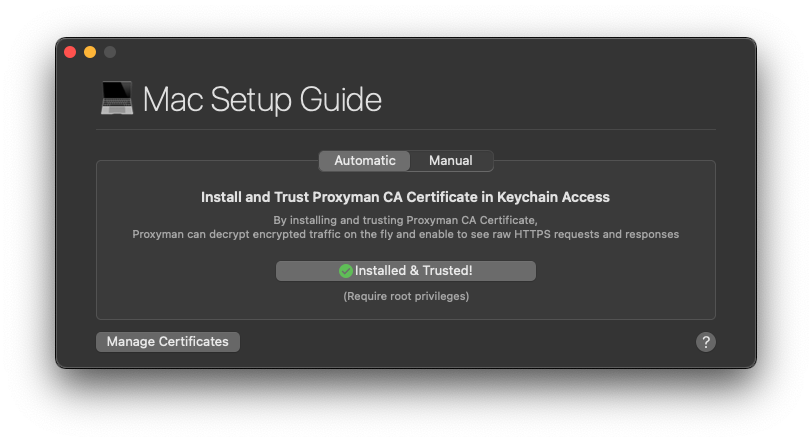 Mac Setup Guide
Automatic
Manual
Install and Trust Proxyman CA Certificate in Keychain Access
By installing and trusting Proxyman CA Certificate,
Proxyman can decrypt encrypted traffic on the fly and enable to see raw HTTPS requests and responses
Installed & Trusted!
(Require root privileges)
Manage Certificates
?